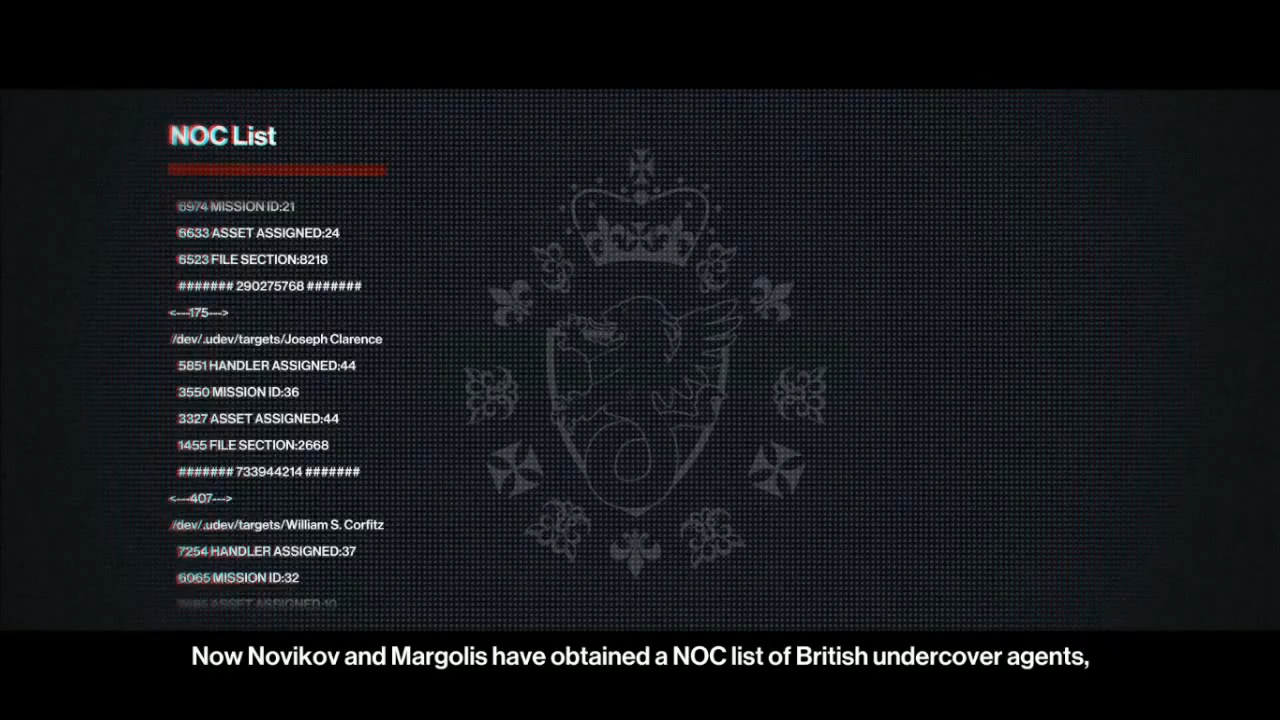 NOC List
6974 MISSION ID:21
6633 ASSET ASSIGNED:24
6523 FILE SECTION:8218
####### 290275768 #######
<---175--->
/dev/.udev/targets/Joseph Clarence
5851 HANDLER ASSIGNED:44
3550 MISSION ID:36
3327 ASSET ASSIGNED:44
1455 FILE SECTION:2668
####### 733944214 #######
<---407--->
/dev/.udev/targets/William S. Corfitz
7254 HANDLER ASSIGNED:37
6065 MISSION ID:32
ASSET ASSIGNED:10
Now Novikov and Margolis have obtained a NOC list of British undercover agents,